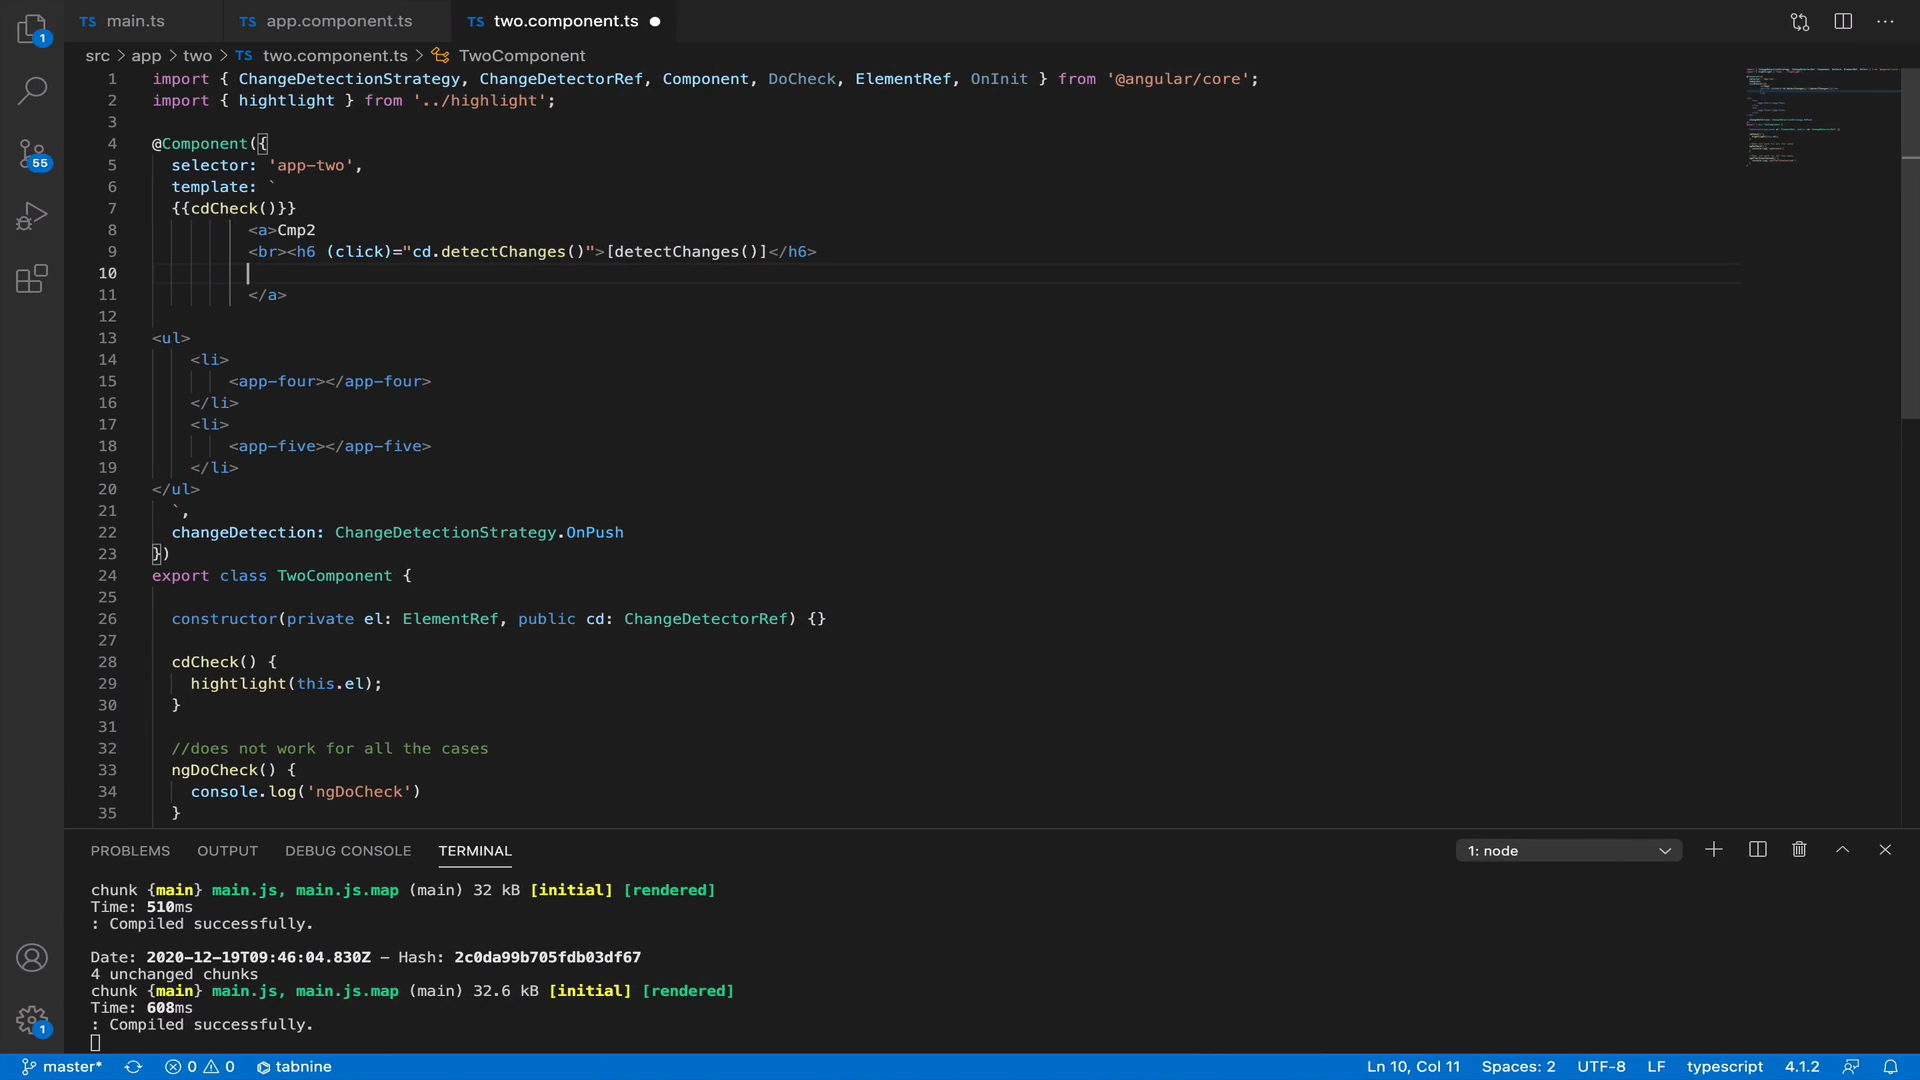 TS main.ts
TS app.component.ts
TS two.component.ts
src > app > two > TS two.component.ts > TwoComponent
1 import { ChangeDetectionStrategy, ChangeDetectorRef, Component, DoCheck, ElementRef, OnInit } from '@angular/core';
2 import { hightlight } from '../highlight';
3
4 @Component({
5 selector: 'app-two',
6 template: `
7 {{cdCheck()}}
8 <a>Cmp2
9 <br><h6 (click)="cd.detectChanges()">[detectChanges()]</h6>
10
11 </a>
12
13 <ul>
14 <li>
15 <app-four></app-four>
16 </li>
17 <li>
18 <app-five></app-five>
19 </li>
20 </ul>
21 `,
22 changeDetection: ChangeDetectionStrategy.OnPush
23 })
24 export class TwoComponent {
25
26 constructor(private el: ElementRef, public cd: ChangeDetectorRef) {}
27
28 cdCheck() {
29 hightlight(this.el);
30 }
31
32 //does not work for all the cases
33 ngDoCheck() {
34 console.log('ngDoCheck')
35 }
1
55
1
PROBLEMS OUTPUT DEBUG CONSOLE TERMINAL 1: node
chunk {main} main.js, main.js.map (main) 32 kB [initial] [rendered]
Time: 510ms
: Compiled successfully.
Date: 2020-12-19T09:46:04.830Z - Hash: 2c0da99b705fdb03df67
4 unchanged chunks
chunk {main} main.js, main.js.map (main) 32.6 kB [initial] [rendered]
Time: 608ms
: Compiled successfully.
master* 0 0 tabnine Ln 10, Col 11 Spaces: 2 UTF-8 LF typescript 4.1.2